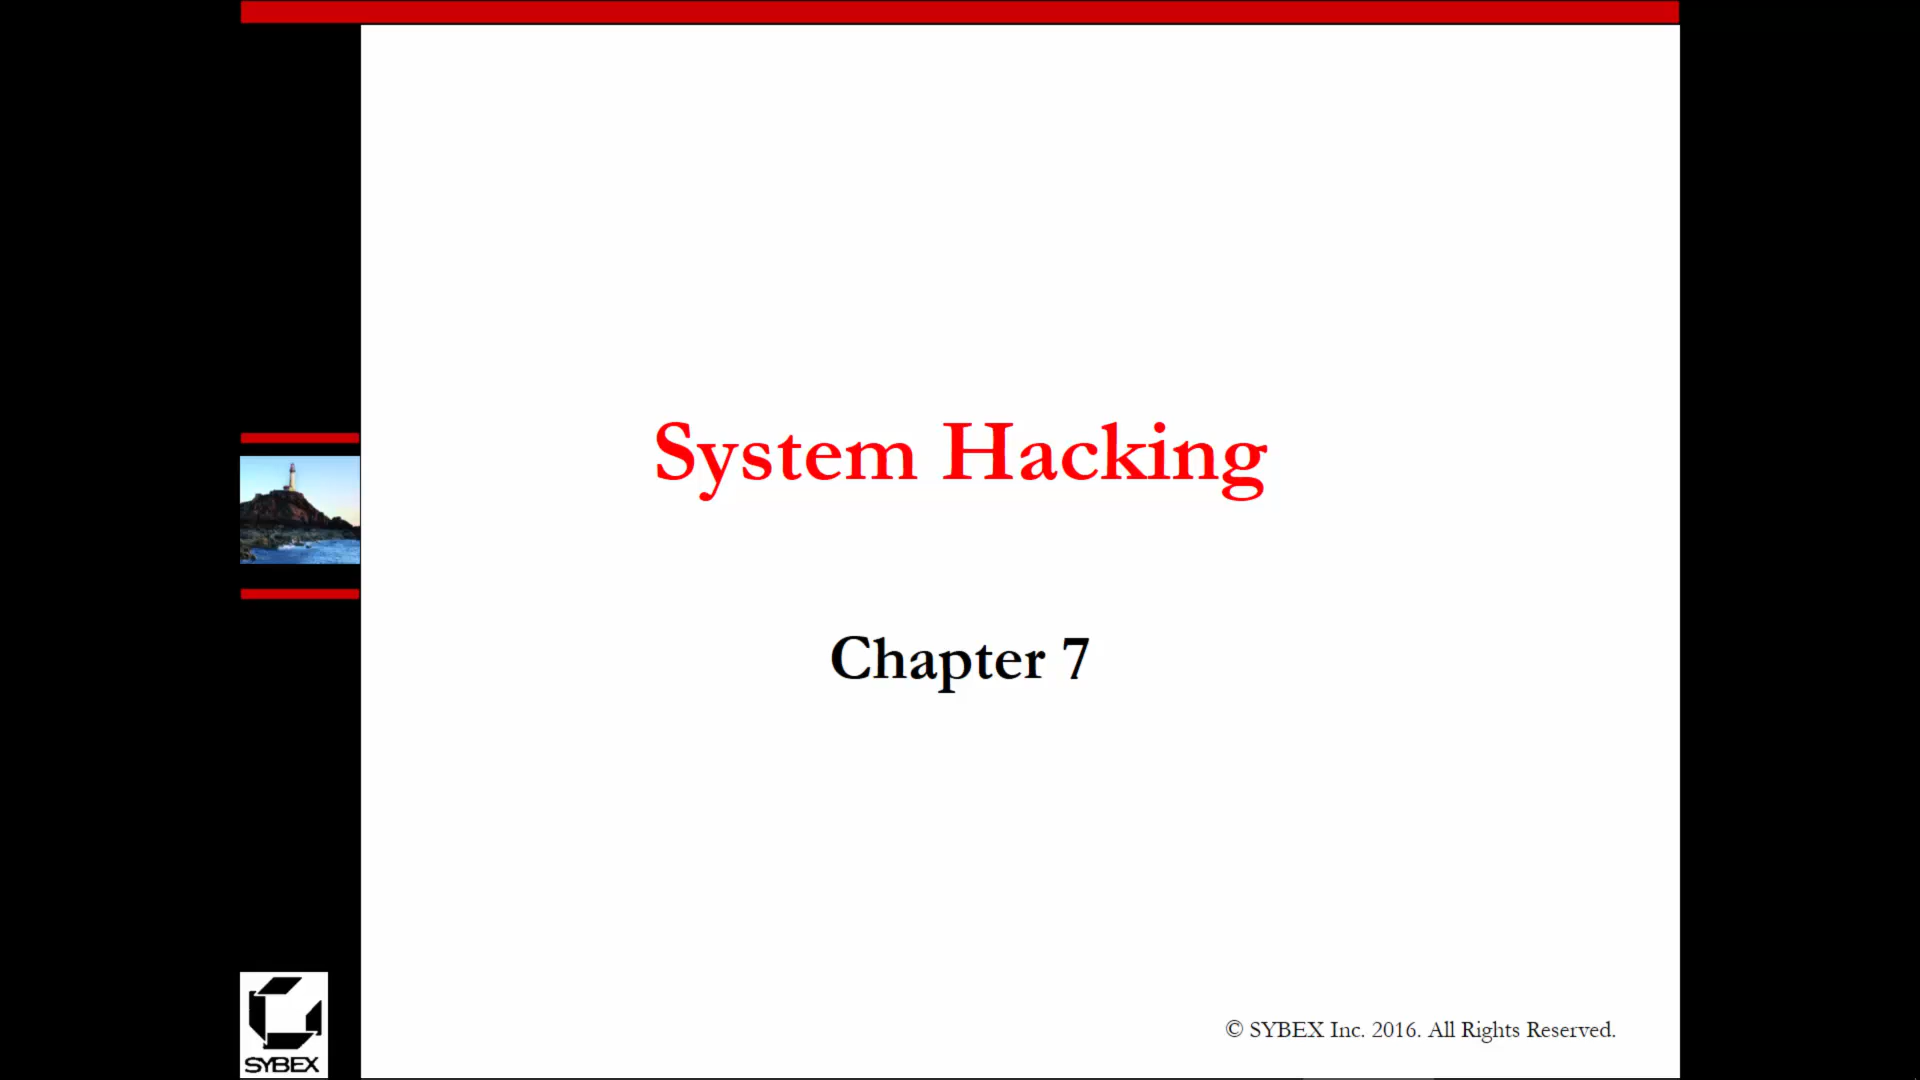 System Hacking
Chapter 7
© SYBEX Inc. 2016. All Rights Reserved.
SYBEX